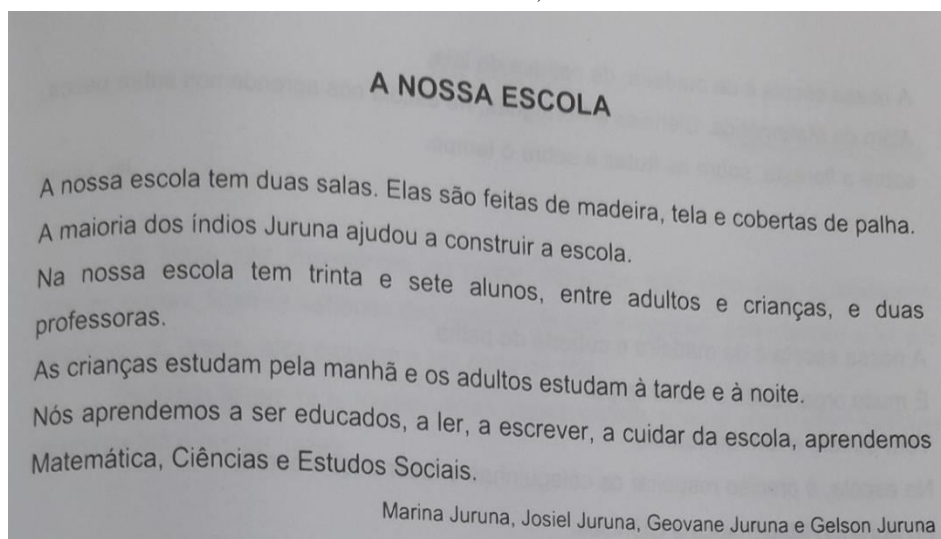 A NOSSA ESCOLA
A nossa escola tem duas salas. Elas são feitas de madeira, tela e cobertas de palha.
A maioria dos índios Juruna ajudou a construir a escola.
Na nossa escola tem trinta e sete alunos, entre adultos e crianças, e duas
professoras.
As crianças estudam pela manhã e os adultos estudam à tarde e à noite.
Nós aprendemos a ser educados, a ler, a escrever, a cuidar da escola, aprendemos
Matemática, Ciências e Estudos Sociais.
Marina Juruna, Josiel Juruna, Geovane Juruna e Gelson Juruna